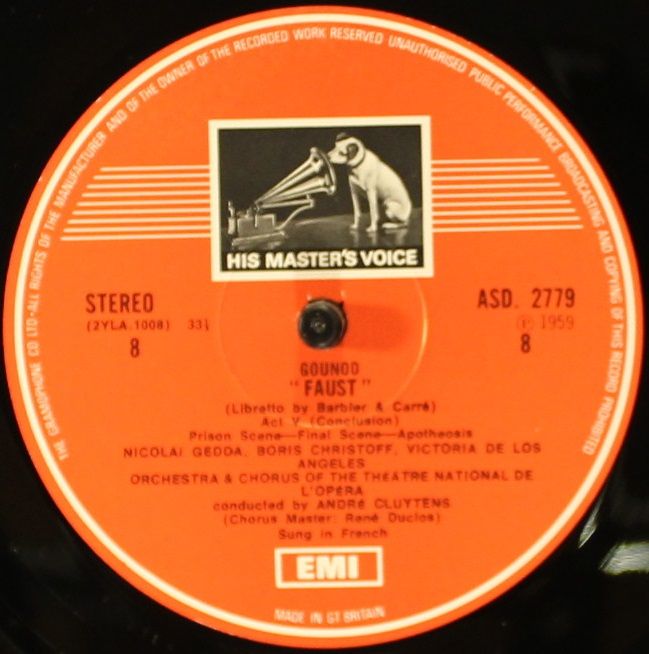 THE GRAMOPHONE CO LTD·ALL RIGHTS OF THE MANUFACTURER AND OF THE OWNER OF THE RECORDED WORK RESERVED UNAUTHORISED PUBLIC PERFORMANCE BROADCASTING AND COPYING OF THIS RECORD PROHIBITED
HIS MASTER'S VOICE
STEREO
(2YLA.1008) 33⅓
8
ASD. 2779
℗ 1959
8
GOUNOD
"FAUST"
(Libretto by Barbier & Carré)
Act V (Conclusion)
Prison Scene—Final Scene—Apotheosis
NICOLAI GEDDA, BORIS CHRISTOFF, VICTORIA DE LOS
ANGELES
ORCHESTRA & CHORUS OF THE THÉÂTRE NATIONAL DE
L'OPÉRA
conducted by ANDRÉ CLUYTENS
(Chorus Master: René Duclos)
Sung in French
EMI
MADE IN GT BRITAIN